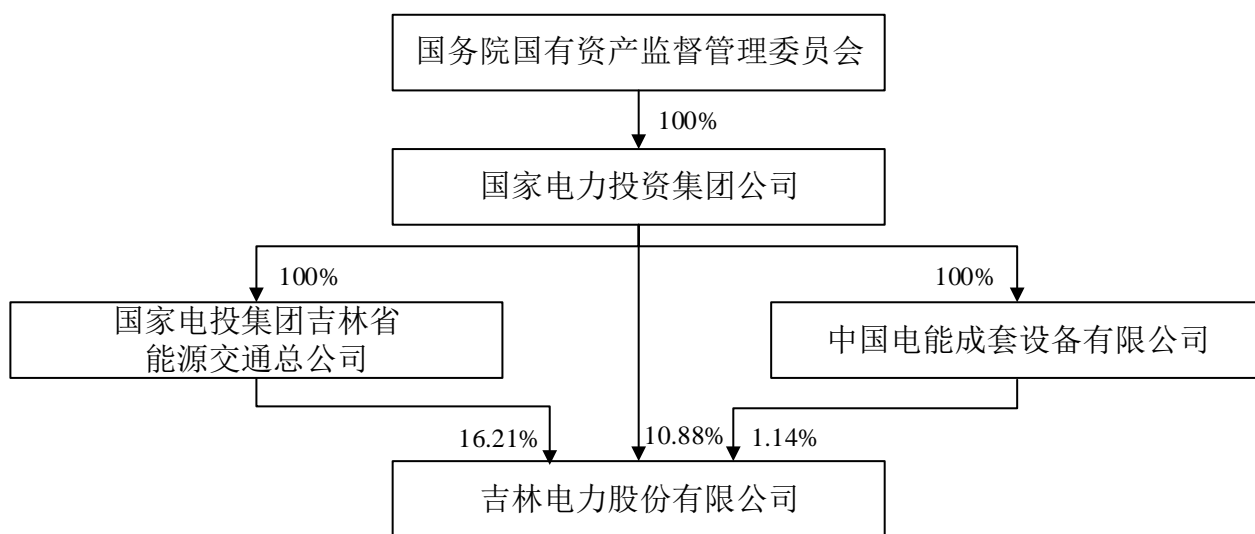 国务院国有资产监督管理委员会
100%
国家电力投资集团公司
100%
100%
国家电投集团吉林省
能源交通总公司
中国电能成套设备有限公司
16.21%
10.88%
1.14%
吉林电力股份有限公司